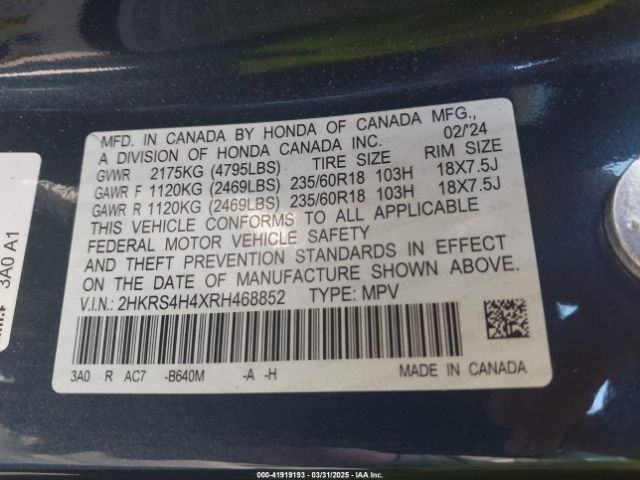 MFD. IN CANADA BY HONDA OF CANADA MFG.,
A DIVISION OF HONDA CANADA INC. 02/'24
GVWR 2175KG (4795LBS) TIRE SIZE RIM SIZE
GAWR F 1120KG (2469LBS) 235/60R18 103H 18X7.5J
GAWR R 1120KG (2469LBS) 235/60R18 103H 18X7.5J
THIS VEHICLE CONFORMS TO ALL APPLICABLE
FEDERAL MOTOR VEHICLE SAFETY
AND THEFT PREVENTION STANDARDS IN EFFECT
ON THE DATE OF MANUFACTURE SHOWN ABOVE.
V.I.N.: 2HKRS4H4XRH468852 TYPE: MPV
3A0 R AC7 -B640M -A -H MADE IN CANADA
3A0 A1
000-41919193 - 03/31/2025 - IAA Inc.